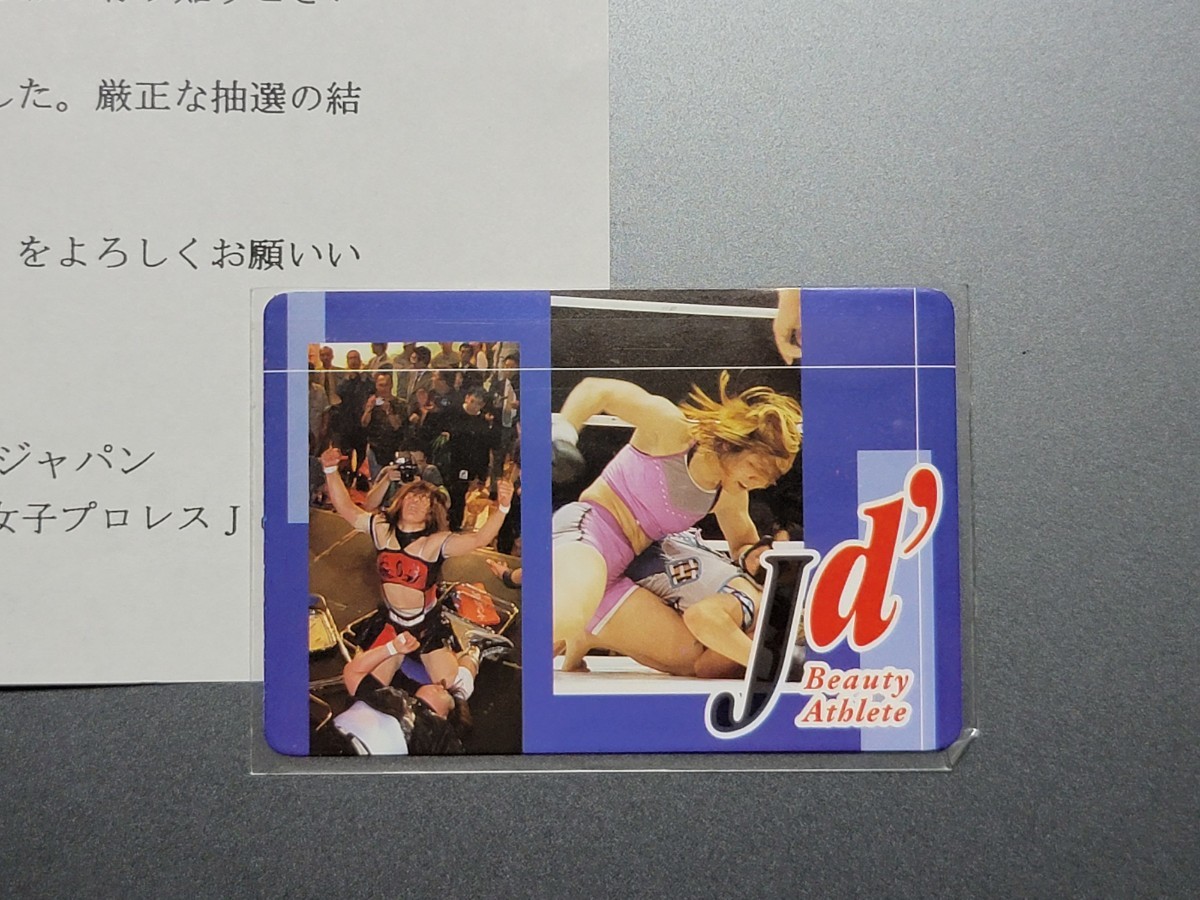 した。厳正な抽選の結
をよろしくお願いい
ジャパン
女子プロレスJ
Jd'
Beauty
Athlete